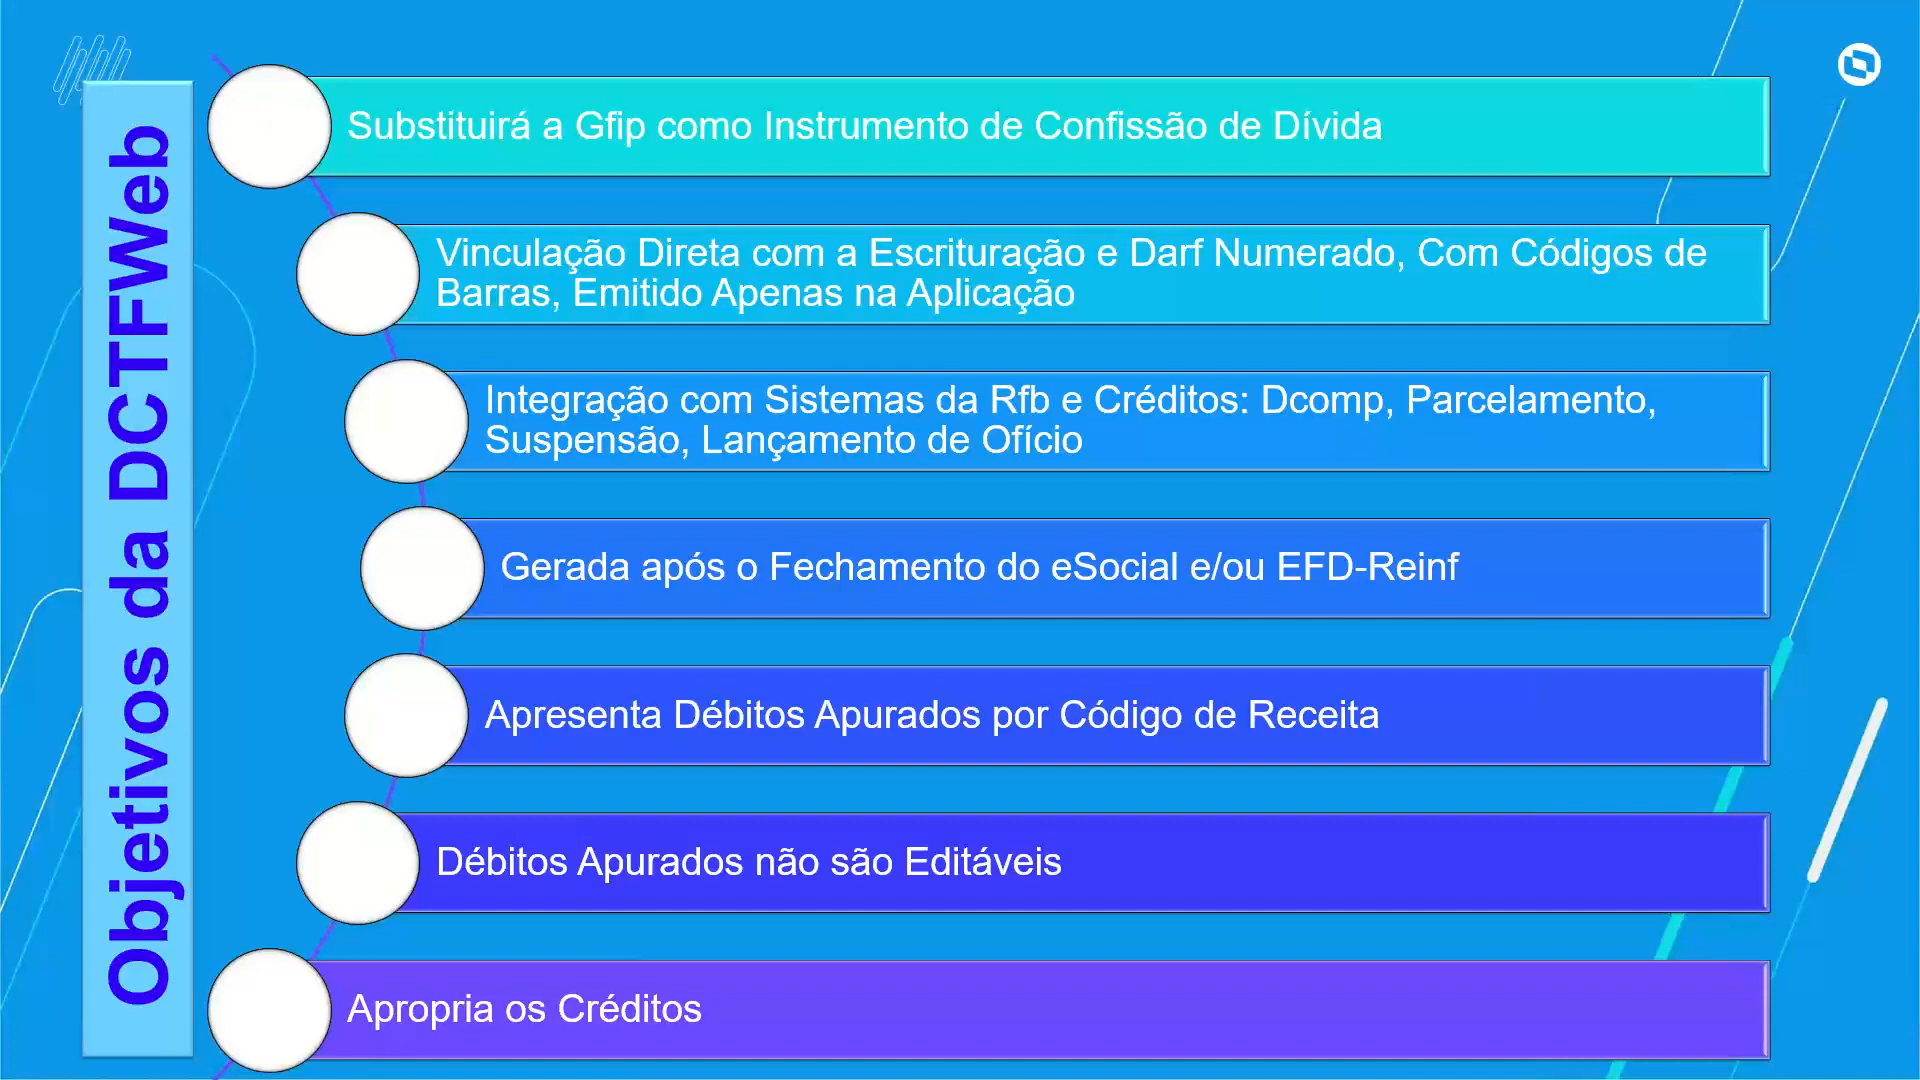 Objetivos da DCTFWeb
Substituirá a Gfip como Instrumento de Confissão de Dívida
Vinculação Direta com a Escrituração e Darf Numerado, Com Códigos de
Barras, Emitido Apenas na Aplicação
Integração com Sistemas da Rfb e Créditos: Dcomp, Parcelamento,
Suspensão, Lançamento de Ofício
Gerada após o Fechamento do eSocial e/ou EFD-Reinf
Apresenta Débitos Apurados por Código de Receita
Débitos Apurados não são Editáveis
Apropria os Créditos